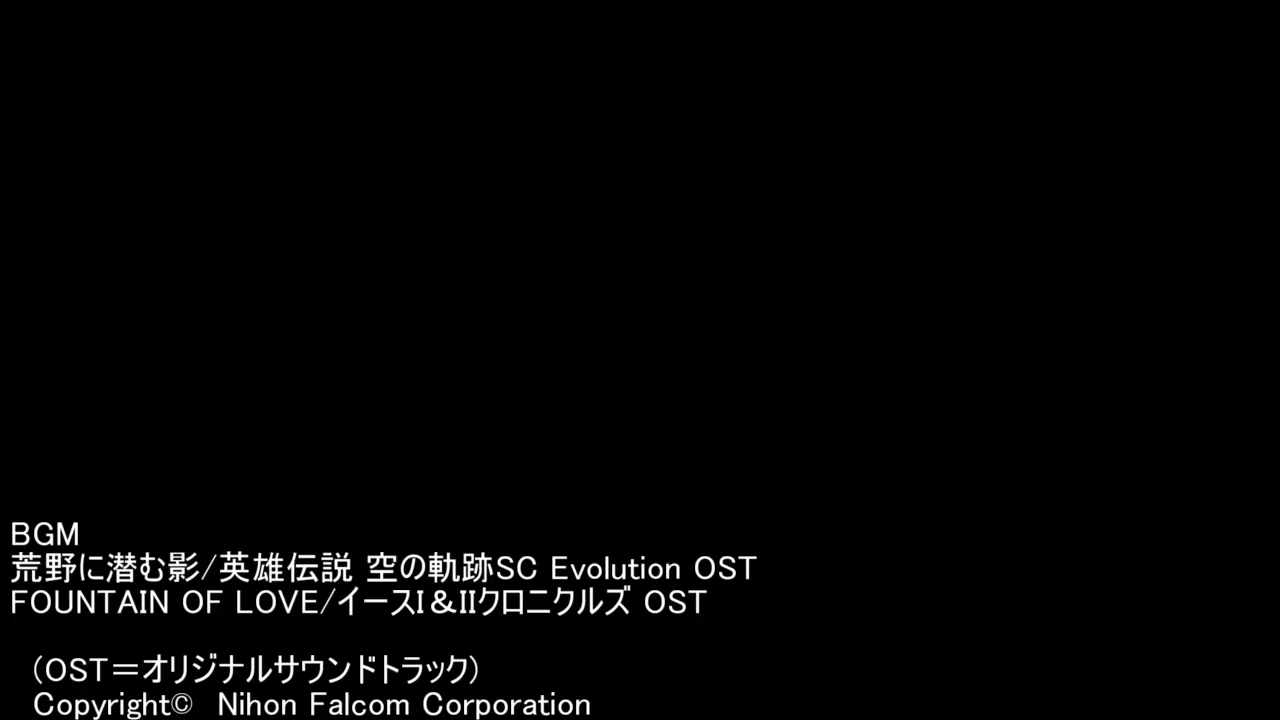 BGM
荒野に潜む影/英雄伝説 空の軌跡SC Evolution OST
FOUNTAIN OF LOVE/イースI＆IIクロニクルズ OST
(OST＝オリジナルサウンドトラック)
Copyright© Nihon Falcom Corporation